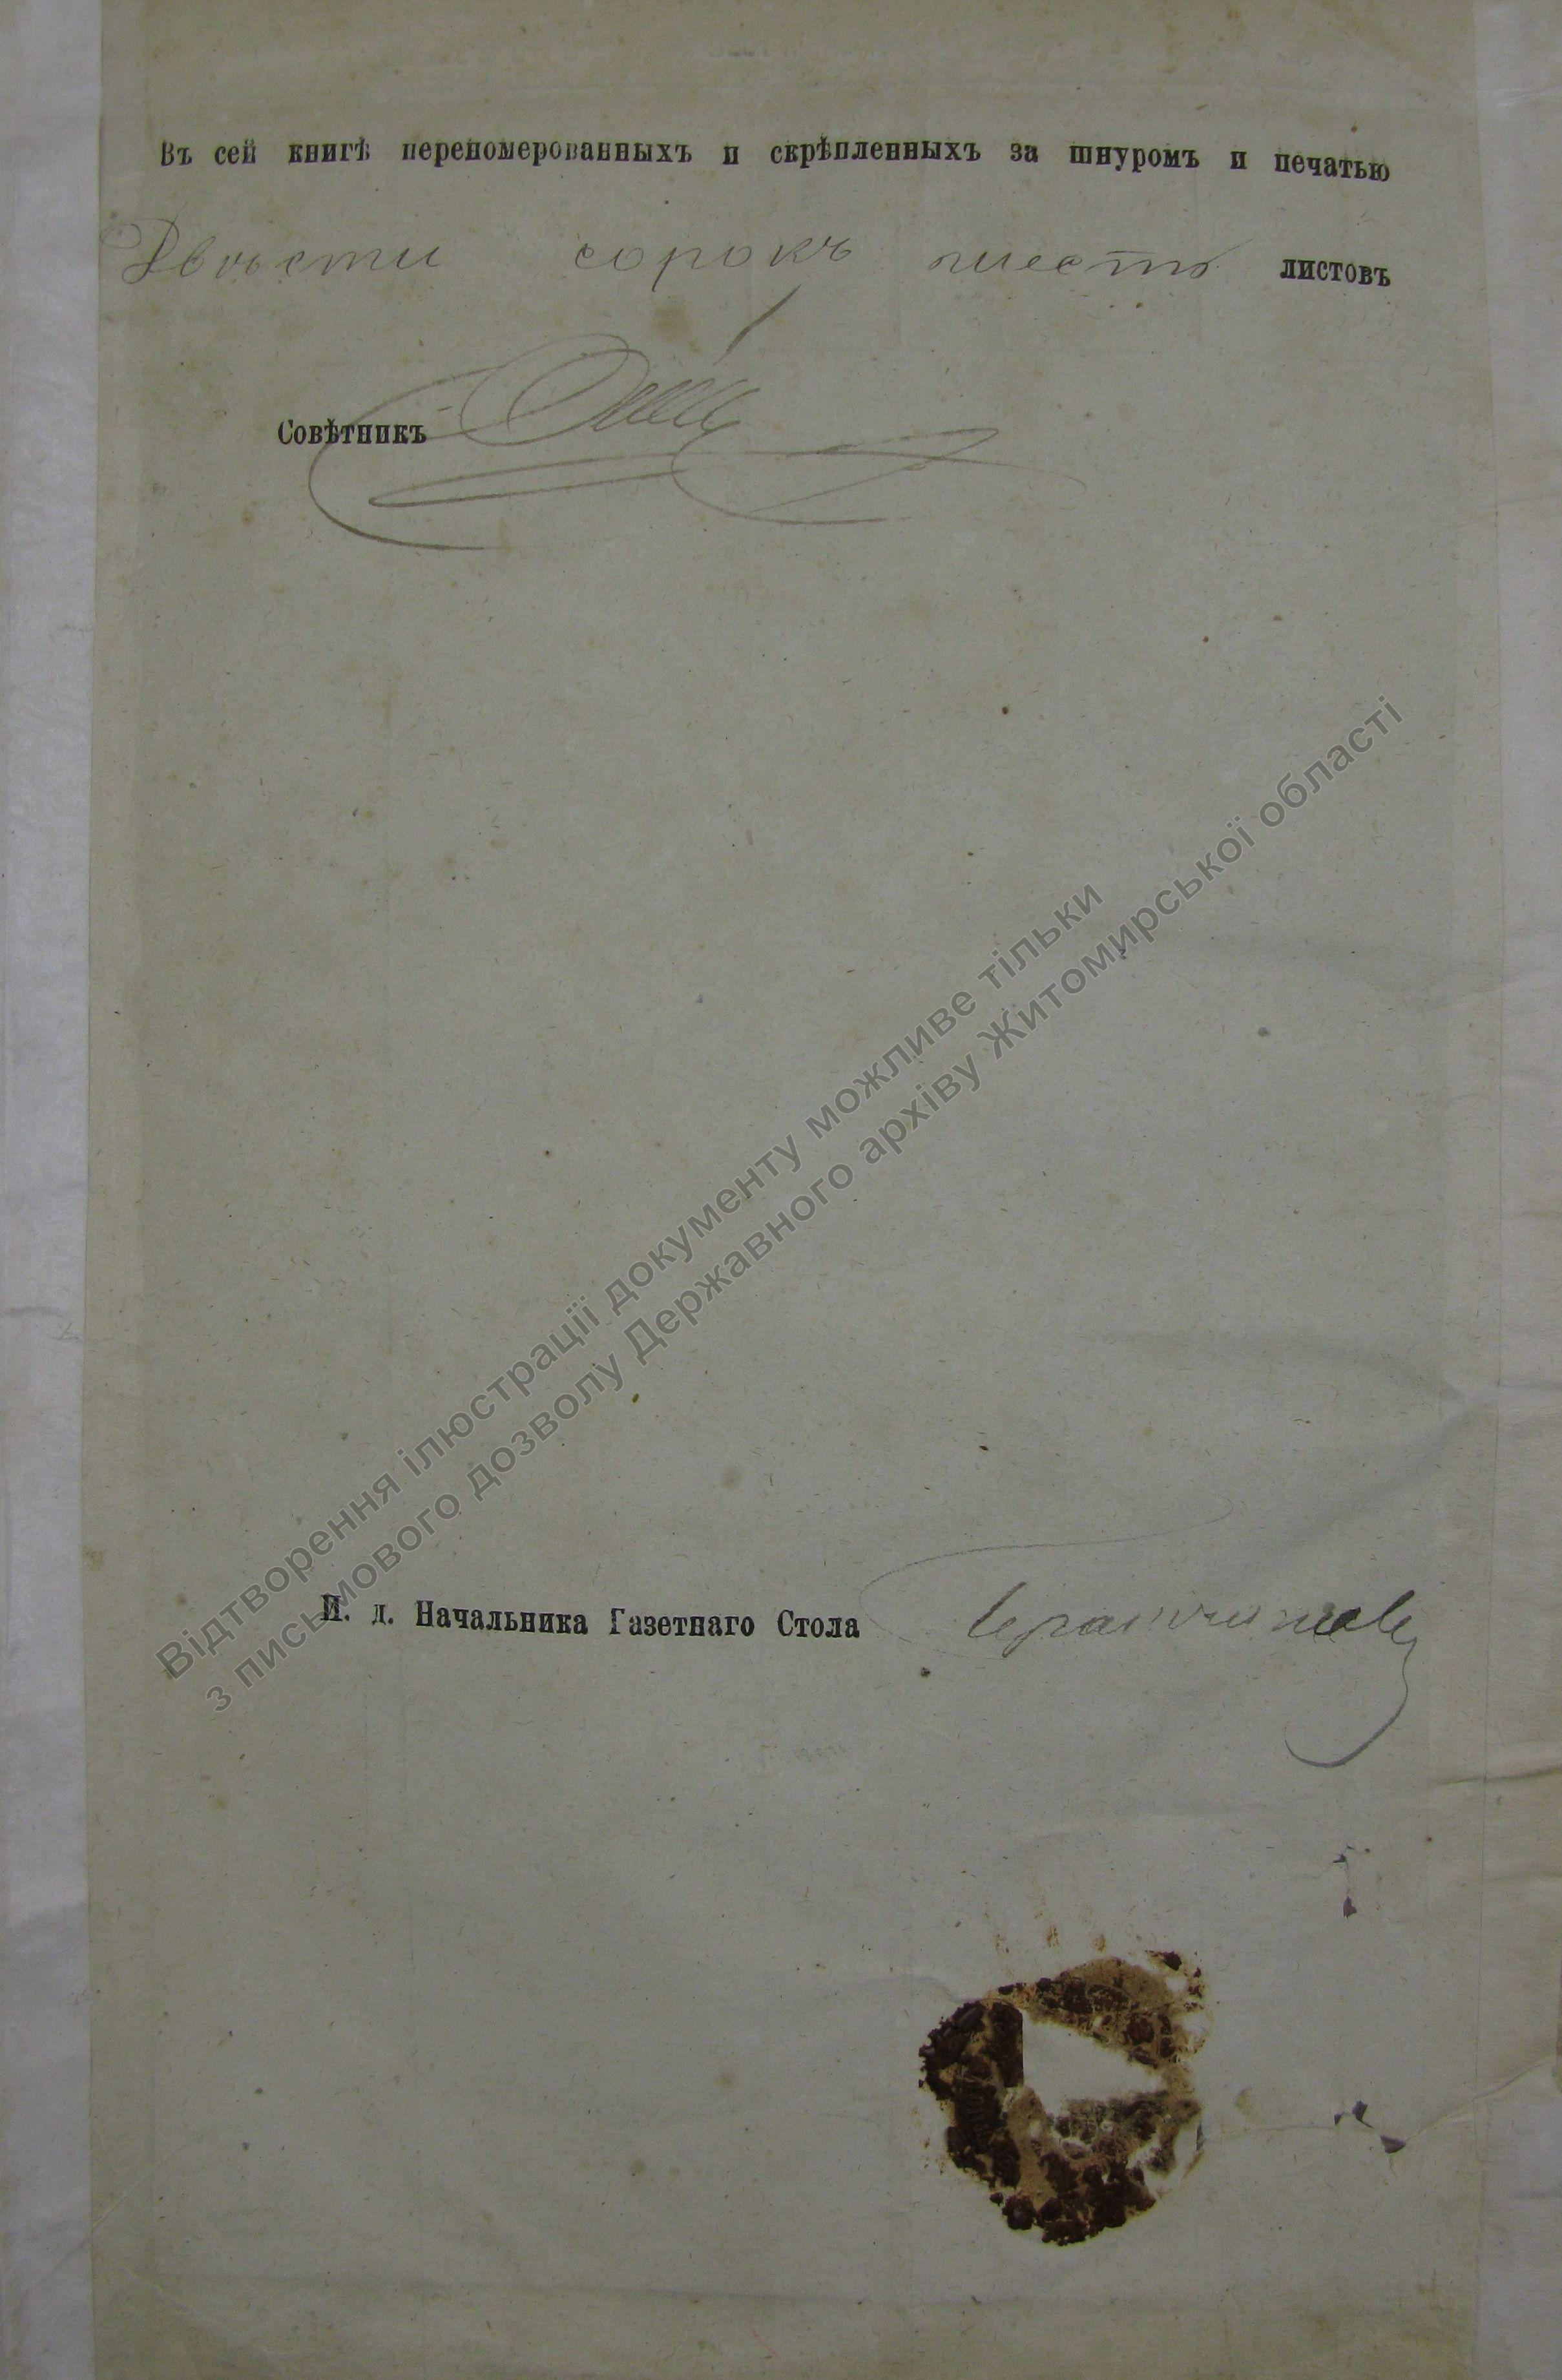 Въ сей книгѣ переномерованныхъ и скрѣпленныхъ за шнуромъ и печатью
Двѣсти сорокъ шесть листовъ
Совѣтникъ
Відтворення ілюстрації документу можливе тільки
з письмового дозволу Державного архіву Житомирської області
И. д. Начальника Газетнаго Стола